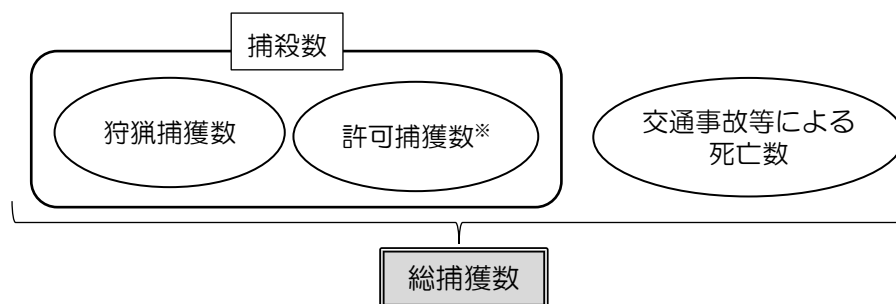 捕殺数
狩猟捕獲数
許可捕獲数※
交通事故等による
死亡数
総捕獲数